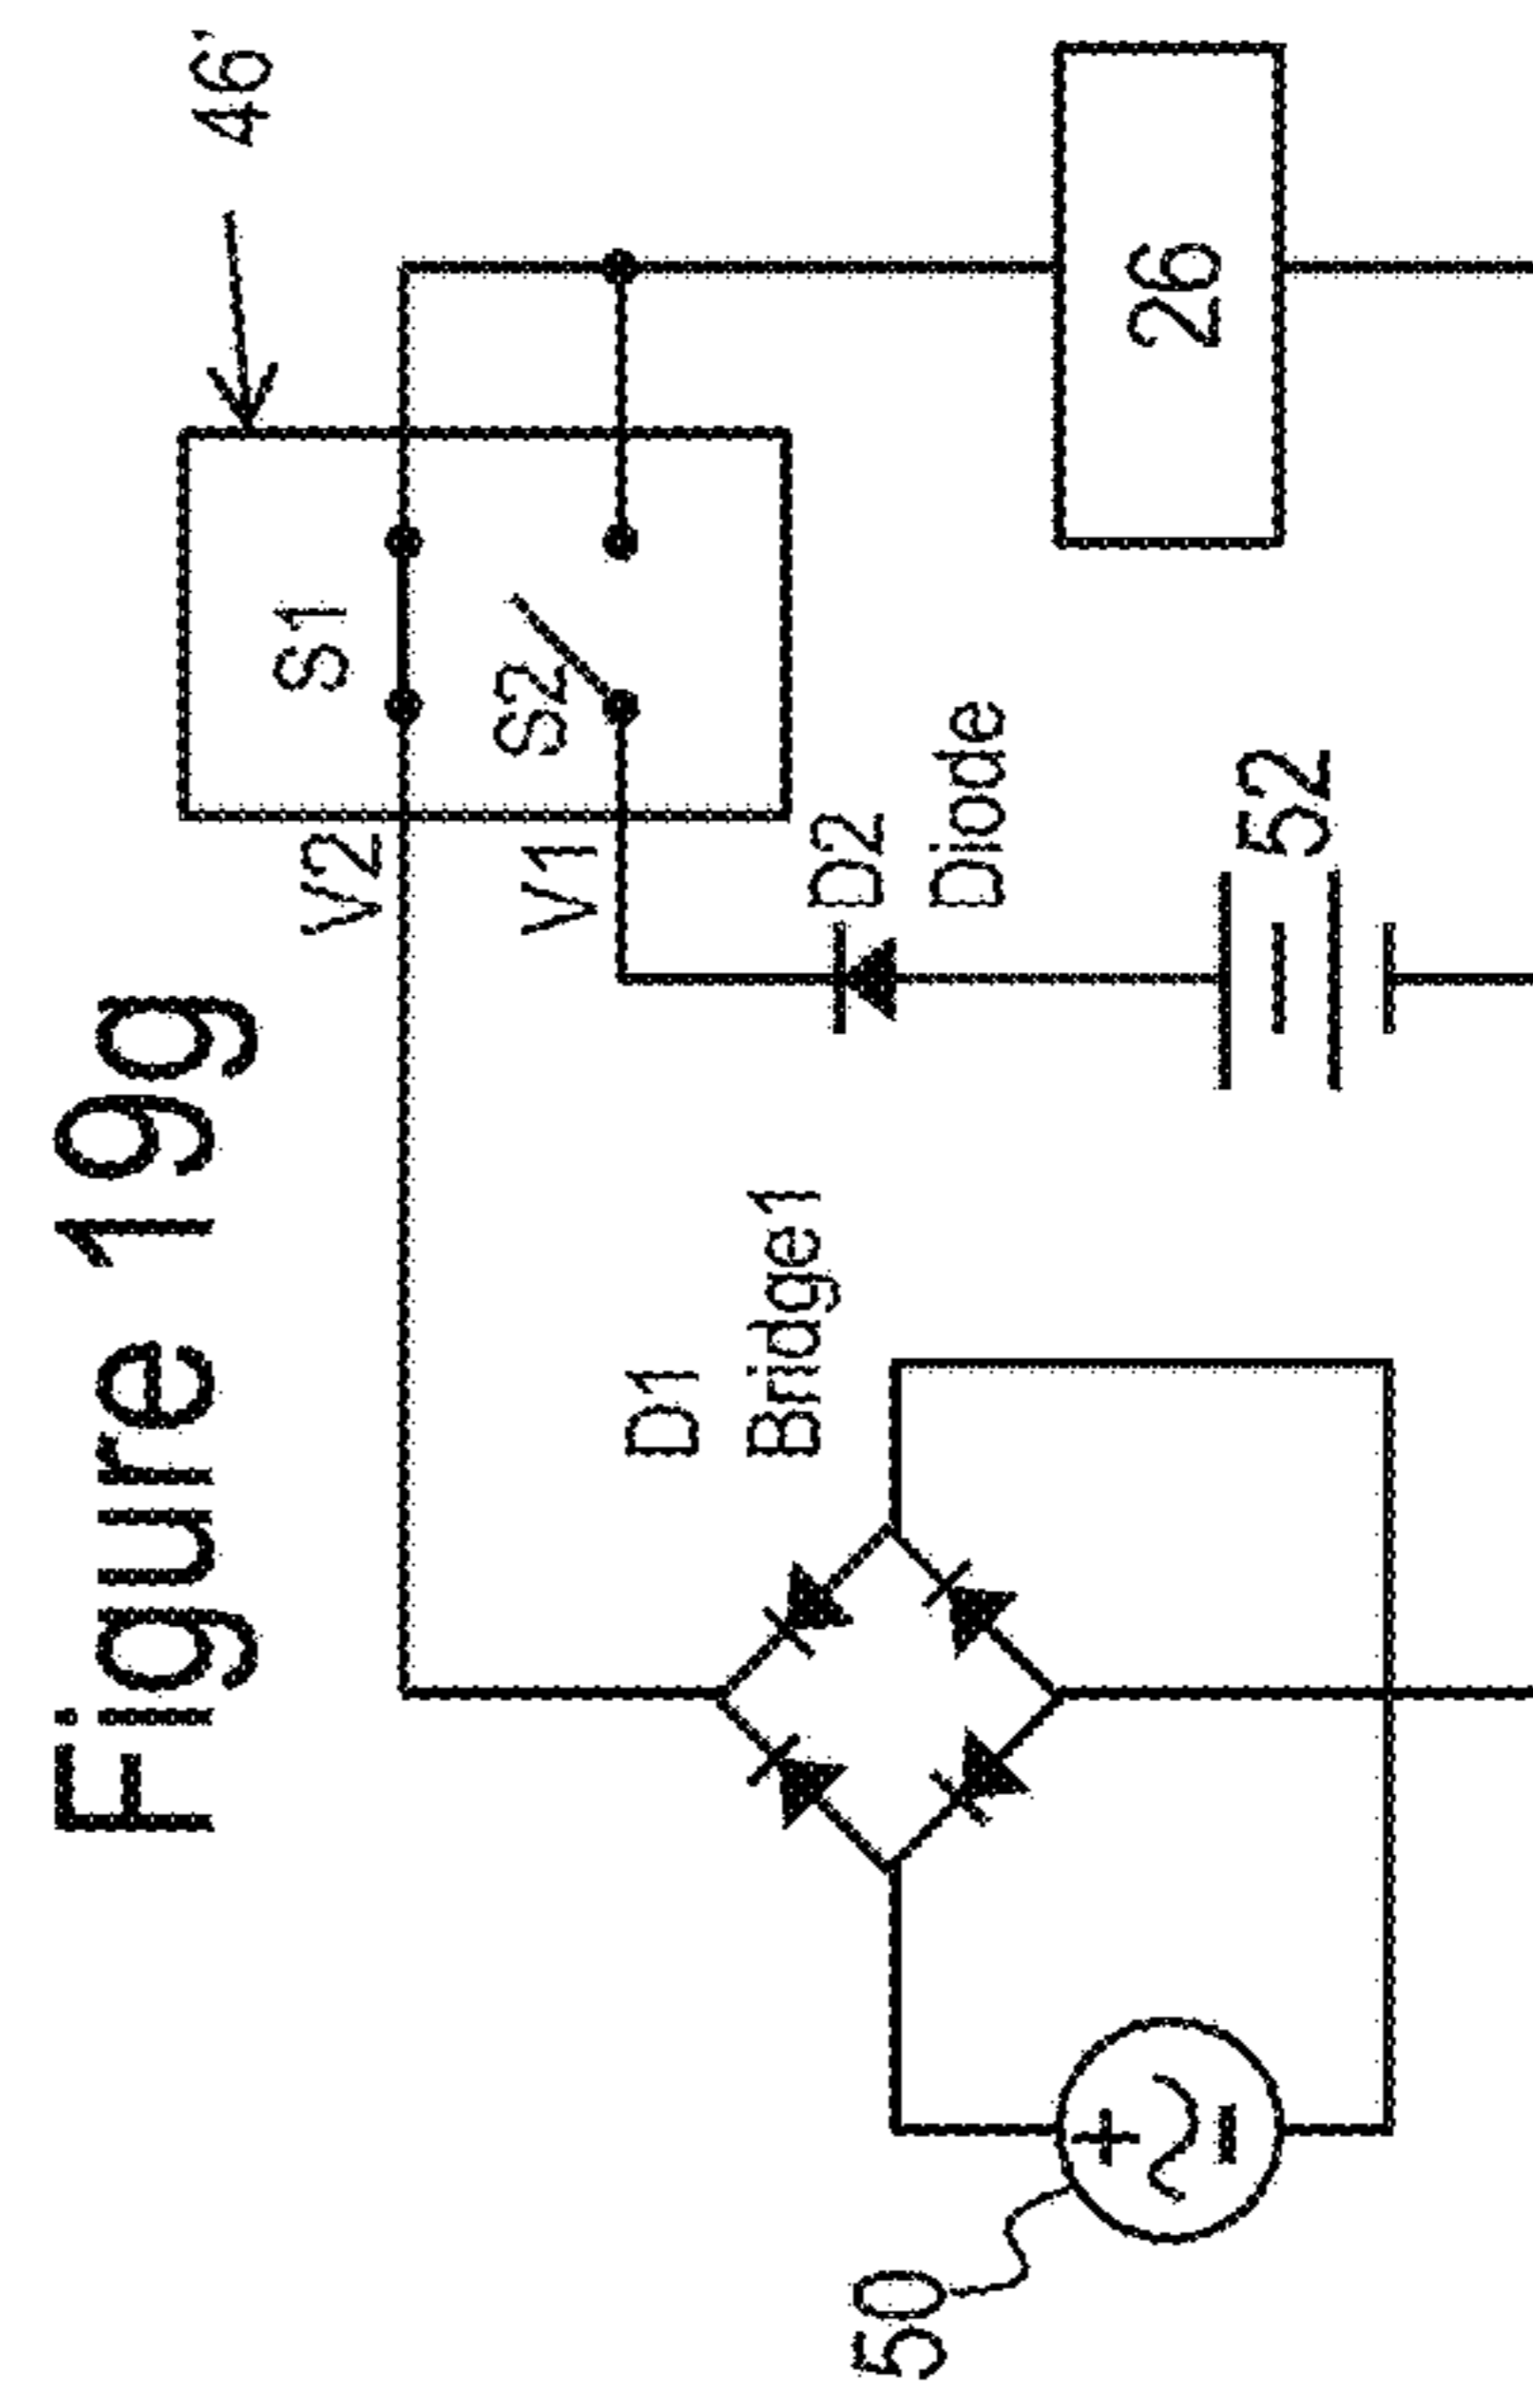 Figure 19g
46'
V2
S1
V1
S2
D1
Bridge1
D2
Diode
50
+
-
52
26